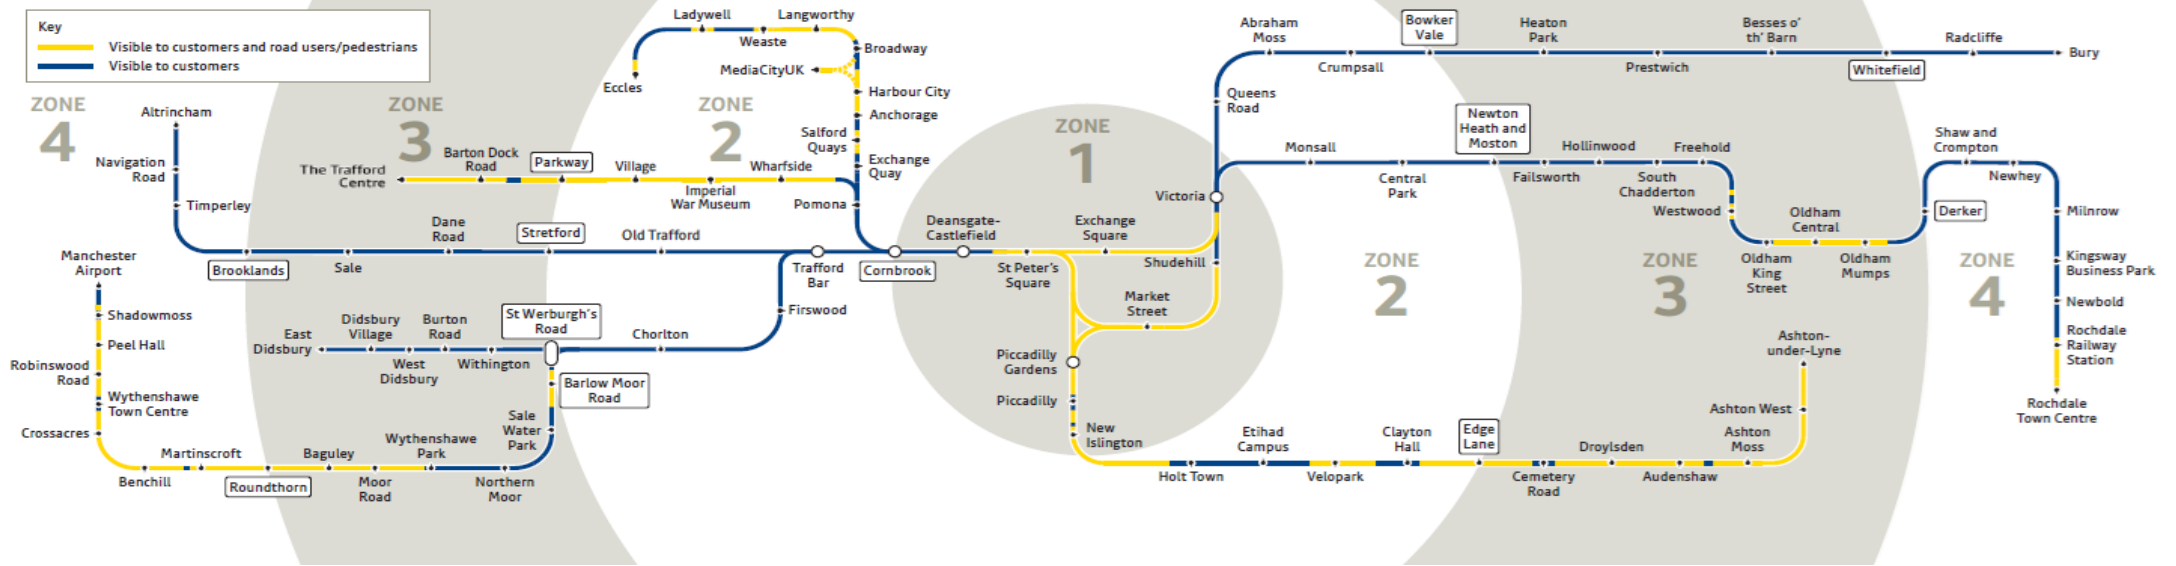 Key
Visible to customers and road users/pedestrians
Visible to customers
ZONE
4
Altrincham
Navigation
Road
Timperley
ZONE
3
The Trafford
Centre
Barton Dock
Road
Parkway
Village
Imperial
War Museum
Wharfside
Pomona
ZONE
2
Eccles
Ladywell
Weaste
Langworthy
Broadway
MediaCityUK
Harbour City
Anchorage
Salford
Quays
Exchange
Quay
Brooklands
Sale
Dane
Road
Stretford
Old Trafford
Trafford
Bar
Cornbrook
Deansgate-
Castlefield
Firswood
Chorlton
St Werburgh's
Road
Withington
Burton
Road
West
Didsbury
Didsbury
Village
East
Didsbury
Manchester
Airport
Shadowmoss
Peel Hall
Robinswood
Road
Wythenshawe
Town Centre
Crossacres
Benchill
Martinscroft
Roundthorn
Baguley
Moor
Road
Wythenshawe
Park
Northern
Moor
Sale
Water
Park
Barlow Moor
Road
ZONE
1
St Peter's
Square
Exchange
Square
Victoria
Shudehill
Market
Street
Piccadilly
Gardens
Piccadilly
New
Islington
Queens
Road
Abraham
Moss
Crumpsall
Bowker
Vale
Heaton
Park
Prestwich
Besses o'
th' Barn
Whitefield
Radcliffe
Bury
Monsall
Central
Park
Newton
Heath and
Moston
Failsworth
Hollinwood
South
Chadderton
Freehold
Westwood
Oldham
King
Street
Oldham
Central
Oldham
Mumps
Derker
Shaw and
Crompton
Newhey
Milnrow
Kingsway
Business Park
Newbold
Rochdale
Railway
Station
Rochdale
Town Centre
ZONE
2
ZONE
3
ZONE
4
Holt Town
Etihad
Campus
Velopark
Clayton
Hall
Edge
Lane
Cemetery
Road
Droylsden
Audenshaw
Ashton
Moss
Ashton West
Ashton-
under-Lyne